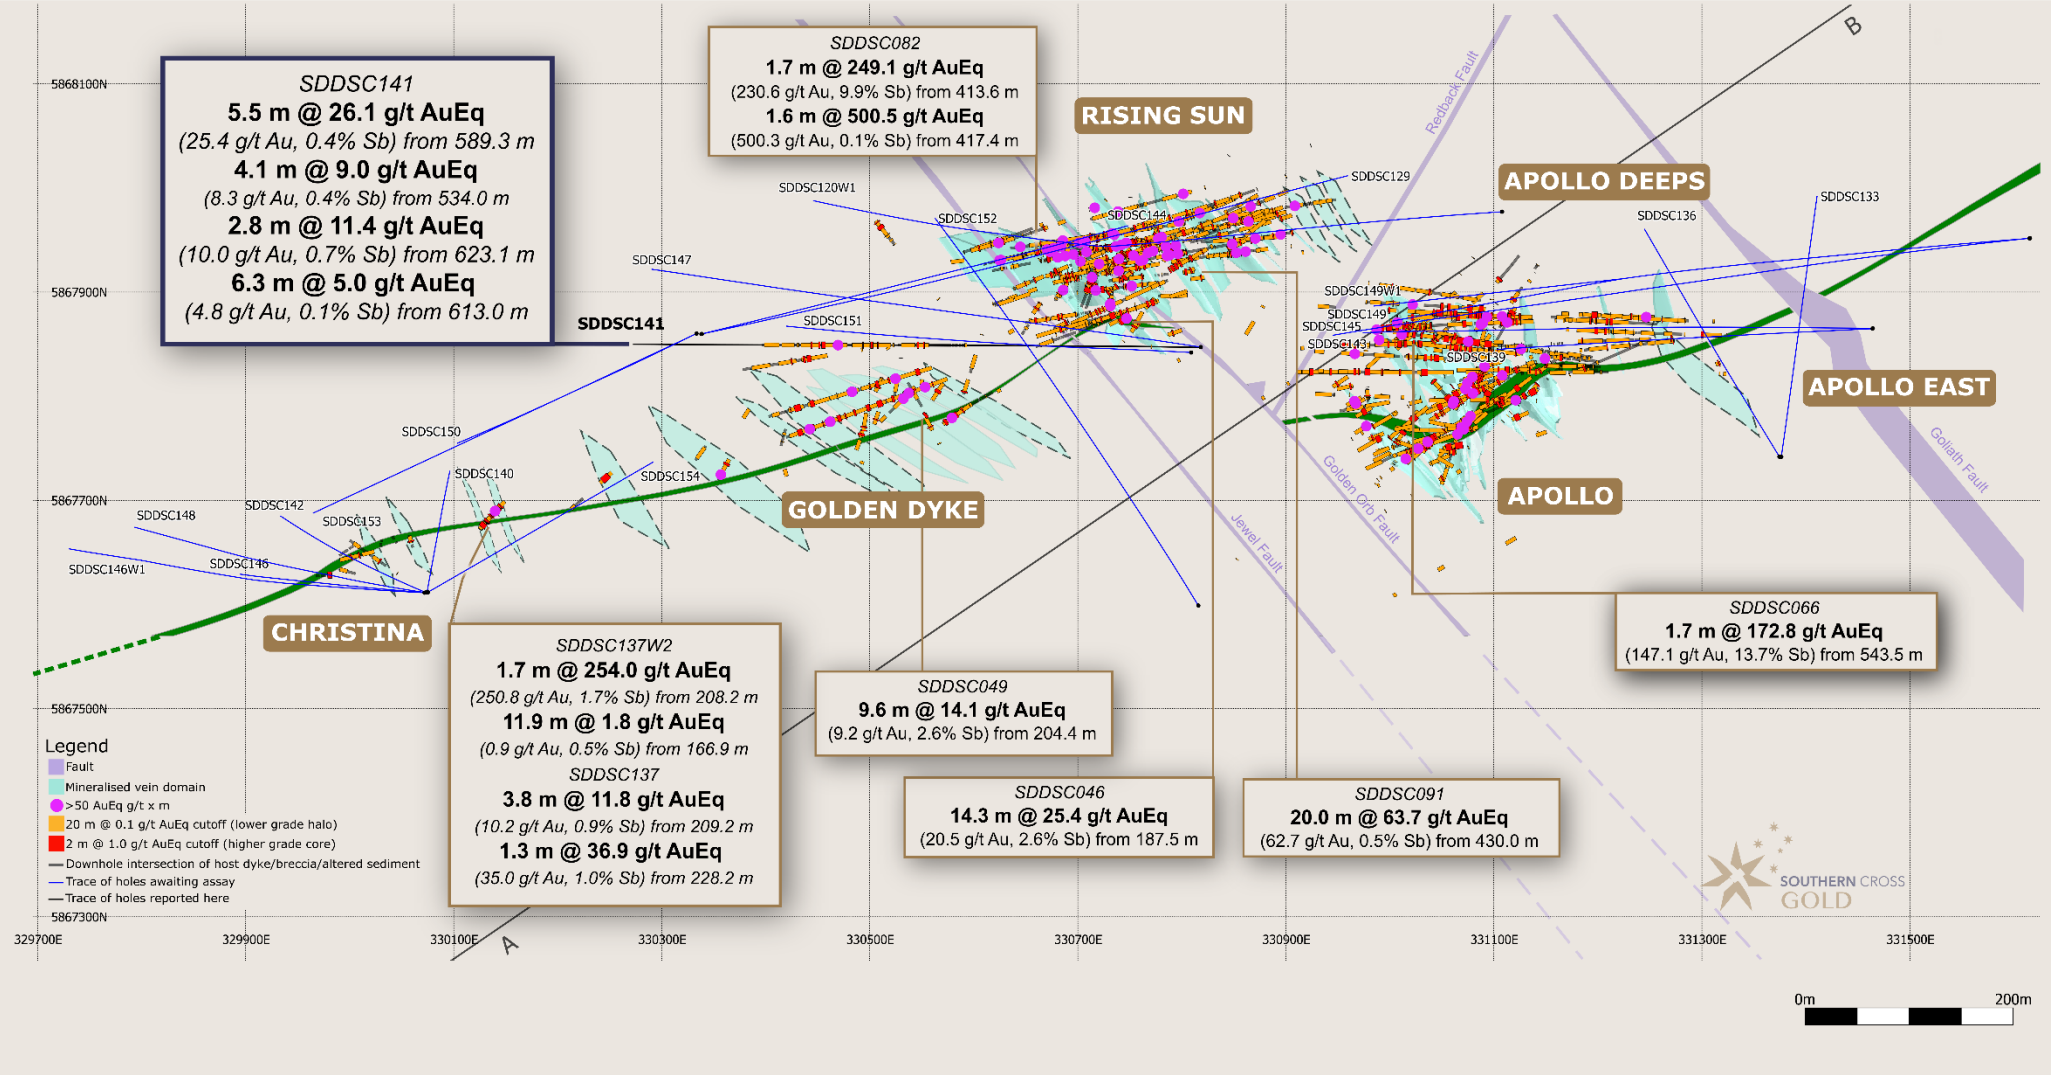 SDDSC141
5.5 m @ 26.1 g/t AuEq
(25.4 g/t Au, 0.4% Sb) from 589.3 m
4.1 m @ 9.0 g/t AuEq
(8.3 g/t Au, 0.4% Sb) from 534.0 m
2.8 m @ 11.4 g/t AuEq
(10.0 g/t Au, 0.7% Sb) from 623.1 m
6.3 m @ 5.0 g/t AuEq
(4.8 g/t Au, 0.1% Sb) from 613.0 m
SDDSC082
1.7 m @ 249.1 g/t AuEq
(230.6 g/t Au, 9.9% Sb) from 413.6 m
1.6 m @ 500.5 g/t AuEq
(500.3 g/t Au, 0.1% Sb) from 417.4 m
B
5868100N
RISING SUN
Redback Fault
APOLLO DEEPS
SDDSC120W1
SDDSC129
SDDSC152
SDDSC144
SDDSC136
SDDSC133
SDDSC147
5867900N
SDDSC149W1
SDDSC149
SDDSC141
SDDSC151
SDDSC145
SDDSC143
SDDSC139
APOLLO EAST
SDDSC150
SDDSC140
SDDSC154
Goliath Fault
Golden Orb Fault
Jewel Fault
5867700N
SDDSC142
SDDSC148
SDDSC153
SDDSC146
SDDSC146W1
GOLDEN DYKE
APOLLO
CHRISTINA
SDDSC066
1.7 m @ 172.8 g/t AuEq
(147.1 g/t Au, 13.7% Sb) from 543.5 m
SDDSC137W2
1.7 m @ 254.0 g/t AuEq
(250.8 g/t Au, 1.7% Sb) from 208.2 m
11.9 m @ 1.8 g/t AuEq
(0.9 g/t Au, 0.5% Sb) from 166.9 m
SDDSC137
3.8 m @ 11.8 g/t AuEq
(10.2 g/t Au, 0.9% Sb) from 209.2 m
1.3 m @ 36.9 g/t AuEq
(35.0 g/t Au, 1.0% Sb) from 228.2 m
SDDSC049
9.6 m @ 14.1 g/t AuEq
(9.2 g/t Au, 2.6% Sb) from 204.4 m
SDDSC046
14.3 m @ 25.4 g/t AuEq
(20.5 g/t Au, 2.6% Sb) from 187.5 m
SDDSC091
20.0 m @ 63.7 g/t AuEq
(62.7 g/t Au, 0.5% Sb) from 430.0 m
5867500N
Legend
Fault
Mineralised vein domain
>50 AuEq g/t x m
20 m @ 0.1 g/t AuEq cutoff (lower grade halo)
2 m @ 1.0 g/t AuEq cutoff (higher grade core)
Downhole intersection of host dyke/breccia/altered sediment
Trace of holes awaiting assay
Trace of holes reported here
SOUTHERN CROSS
GOLD
5867300N
A
329700E
329900E
330100E
330300E
330500E
330700E
330900E
331100E
331300E
331500E
0m
200m